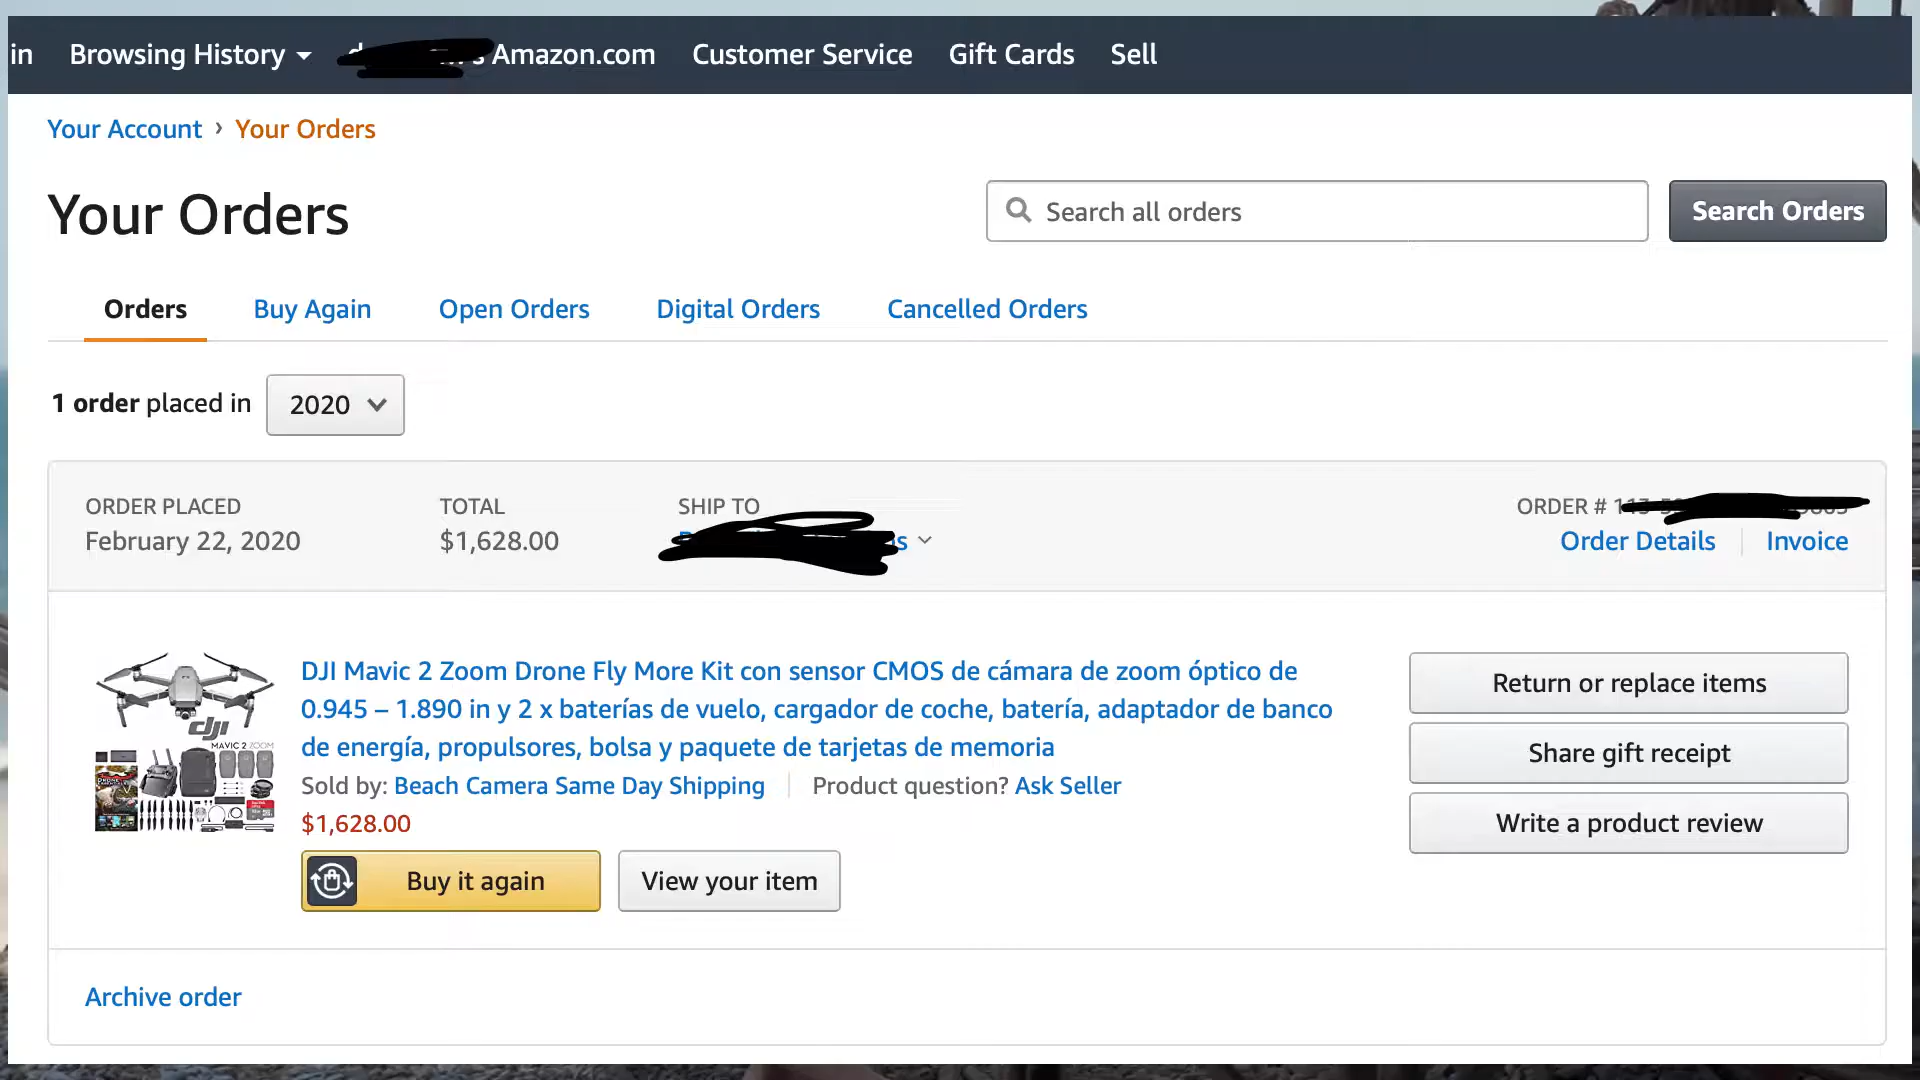 in Browsing History Amazon.com Customer Service Gift Cards Sell
Your Account › Your Orders
Your Orders
Search all orders
Search Orders
Orders Buy Again Open Orders Digital Orders Cancelled Orders
1 order placed in 2020
ORDER PLACED TOTAL SHIP TO ORDER #
February 22, 2020 $1,628.00 Order Details Invoice
DJI Mavic 2 Zoom Drone Fly More Kit con sensor CMOS de cámara de zoom óptico de
0.945 – 1.890 in y 2 x baterías de vuelo, cargador de coche, batería, adaptador de banco
de energía, propulsores, bolsa y paquete de tarjetas de memoria
Sold by: Beach Camera Same Day Shipping Product question? Ask Seller
$1,628.00
Buy it again View your item
Return or replace items
Share gift receipt
Write a product review
dji
MAVIC 2 ZOOM
Archive order